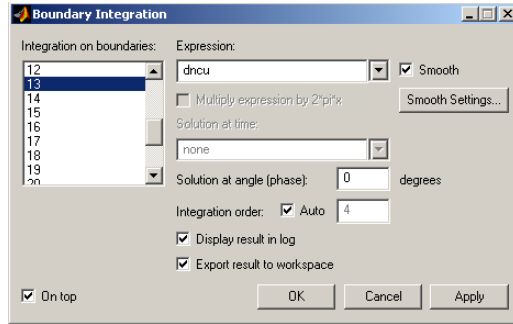 Boundary Integration
Integration on boundaries:
12
13
14
15
16
17
18
19
20
Expression:
dncu
Smooth
Multiply expression by 2*pi*x
Smooth Settings...
Solution at time:
none
Solution at angle (phase): 0 degrees
Integration order: Auto 4
Display result in log
Export result to workspace
On top
OK Cancel Apply